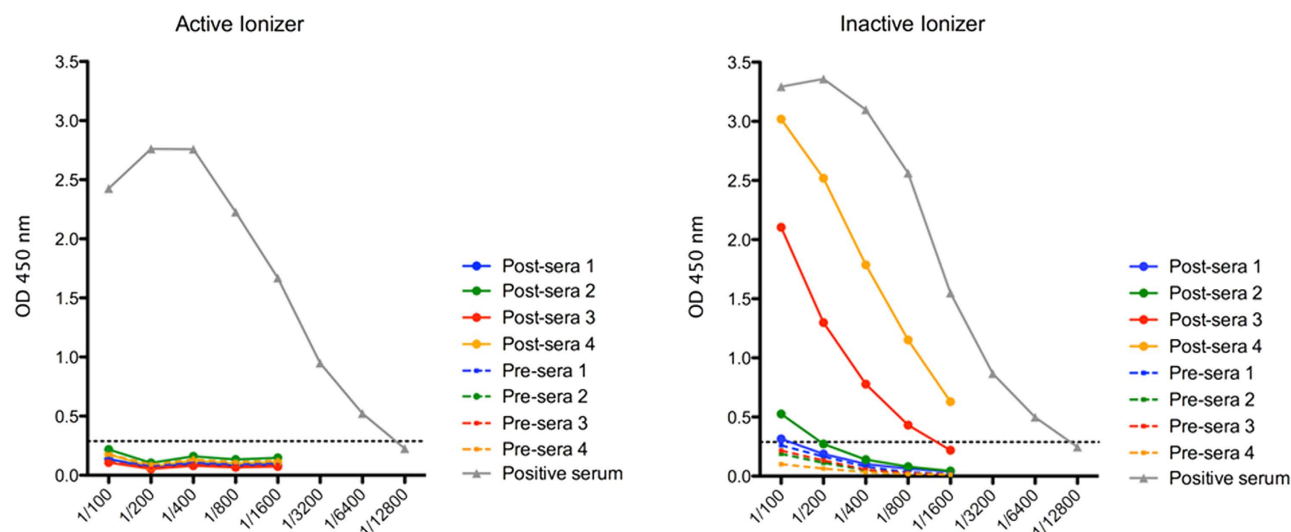 Active Ionizer
OD 450 nm
3.5
3.0
2.5
2.0
1.5
1.0
0.5
0.0
1/100
1/200
1/400
1/800
1/1600
1/3200
1/6400
1/12800
Post-sera 1
Post-sera 2
Post-sera 3
Post-sera 4
Pre-sera 1
Pre-sera 2
Pre-sera 3
Pre-sera 4
Positive serum
Inactive Ionizer
OD 450 nm
3.5
3.0
2.5
2.0
1.5
1.0
0.5
0.0
1/100
1/200
1/400
1/800
1/1600
1/3200
1/6400
1/12800
Post-sera 1
Post-sera 2
Post-sera 3
Post-sera 4
Pre-sera 1
Pre-sera 2
Pre-sera 3
Pre-sera 4
Positive serum